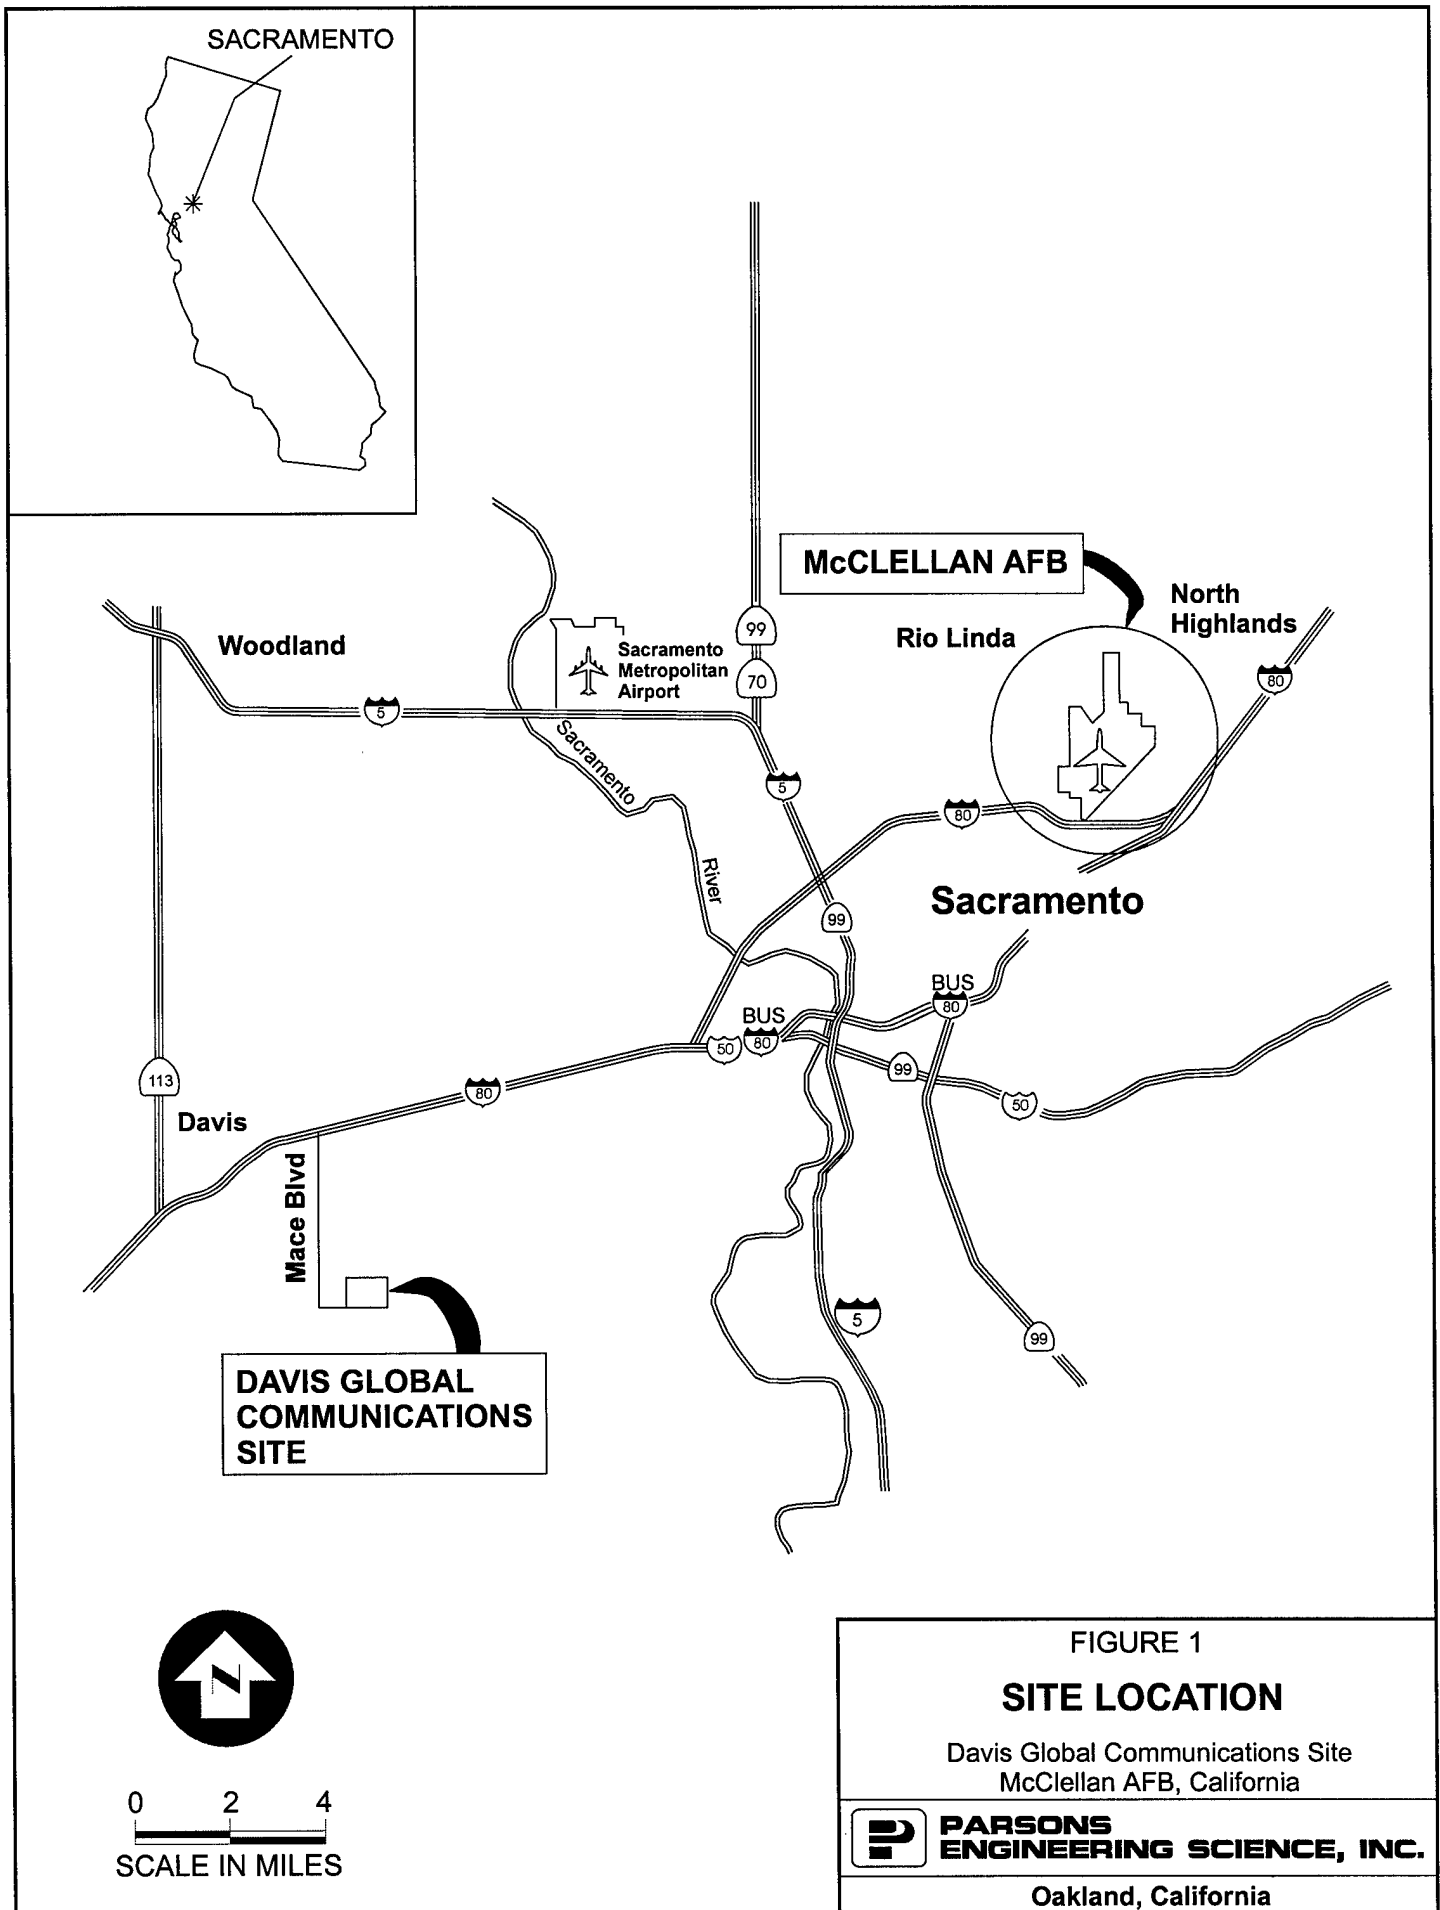 SACRAMENTO
McCLELLAN AFB
North
Highlands
Rio Linda
99
Woodland
Sacramento
Metropolitan
Airport
70
80
5
Sacramento
River
5
80
Sacramento
99
BUS
80
BUS
80
50
99
50
113
80
Davis
Mace Blvd
5
99
DAVIS GLOBAL
COMMUNICATIONS
SITE
N
0 2 4
SCALE IN MILES
FIGURE 1
SITE LOCATION
Davis Global Communications Site
McClellan AFB, California
PARSONS
ENGINEERING SCIENCE, INC.
Oakland, California